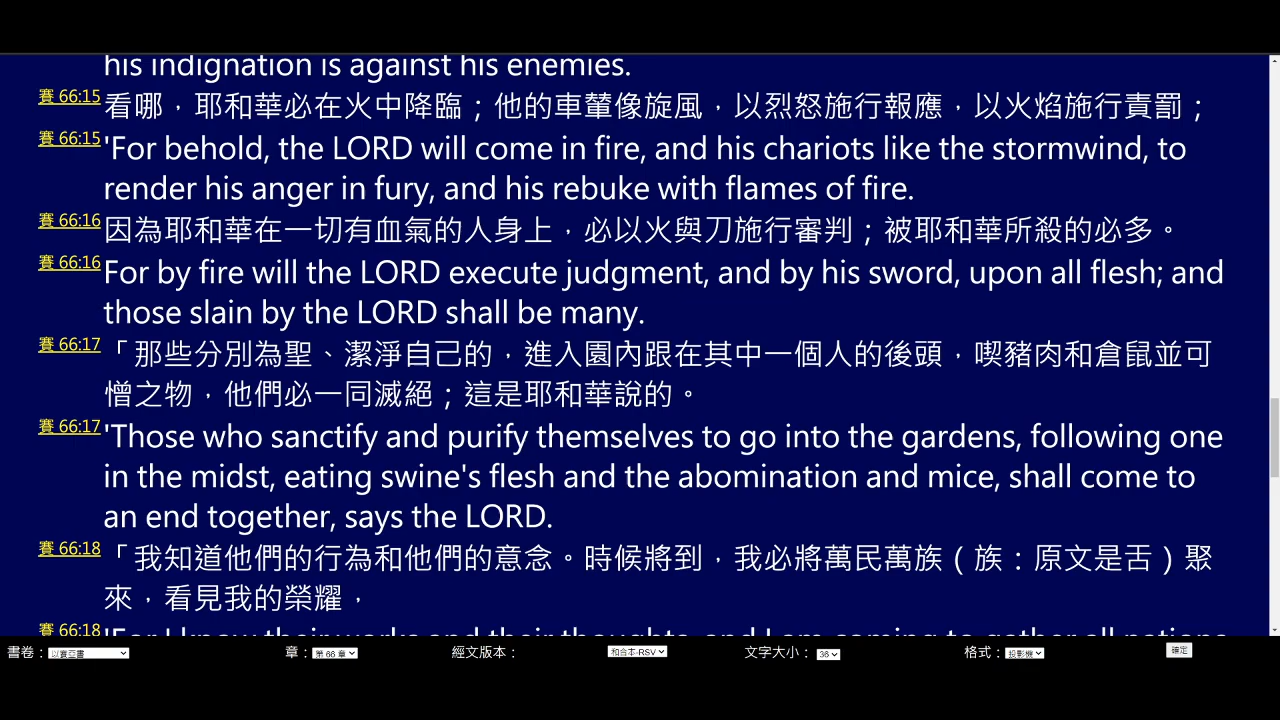 his indignation is against his enemies.
賽 66:15 看哪，耶和華必在火中降臨；他的車輦像旋風，以烈怒施行報應，以火焰施行責罰；
賽 66:15 'For behold, the LORD will come in fire, and his chariots like the stormwind, to
render his anger in fury, and his rebuke with flames of fire.
賽 66:16 因為耶和華在一切有血氣的人身上，必以火與刀施行審判；被耶和華所殺的必多。
賽 66:16 For by fire will the LORD execute judgment, and by his sword, upon all flesh; and
those slain by the LORD shall be many.
賽 66:17 「那些分別為聖、潔淨自己的，進入園內跟在其中一個人的後頭，喫豬肉和倉鼠並可
憎之物，他們必一同滅絕；這是耶和華說的。
賽 66:17 'Those who sanctify and purify themselves to go into the gardens, following one
in the midst, eating swine's flesh and the abomination and mice, shall come to
an end together, says the LORD.
賽 66:18 「我知道他們的行為和他們的意念。時候將到，我必將萬民萬族（族：原文是舌）聚
來，看見我的榮耀，
賽 66:18 'For I know their works and their thoughts, and I am coming to gather all nations
書卷： 以賽亞書 章： 第 66 章 經文版本： 和合本-RSV 文字大小： 36 格式： 投影機 確定